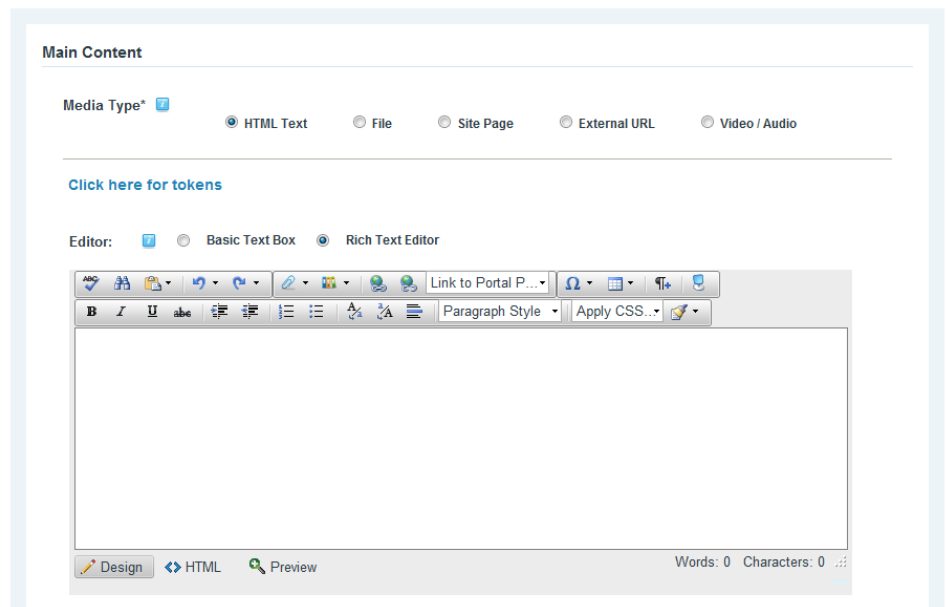 Main Content
Media Type*
HTML Text File Site Page External URL Video / Audio
Click here for tokens
Editor: Basic Text Box Rich Text Editor
ABC Link to Portal P... Ω ¶
B I U abc Paragraph Style Apply CSS...
Design HTML Preview Words: 0 Characters: 0